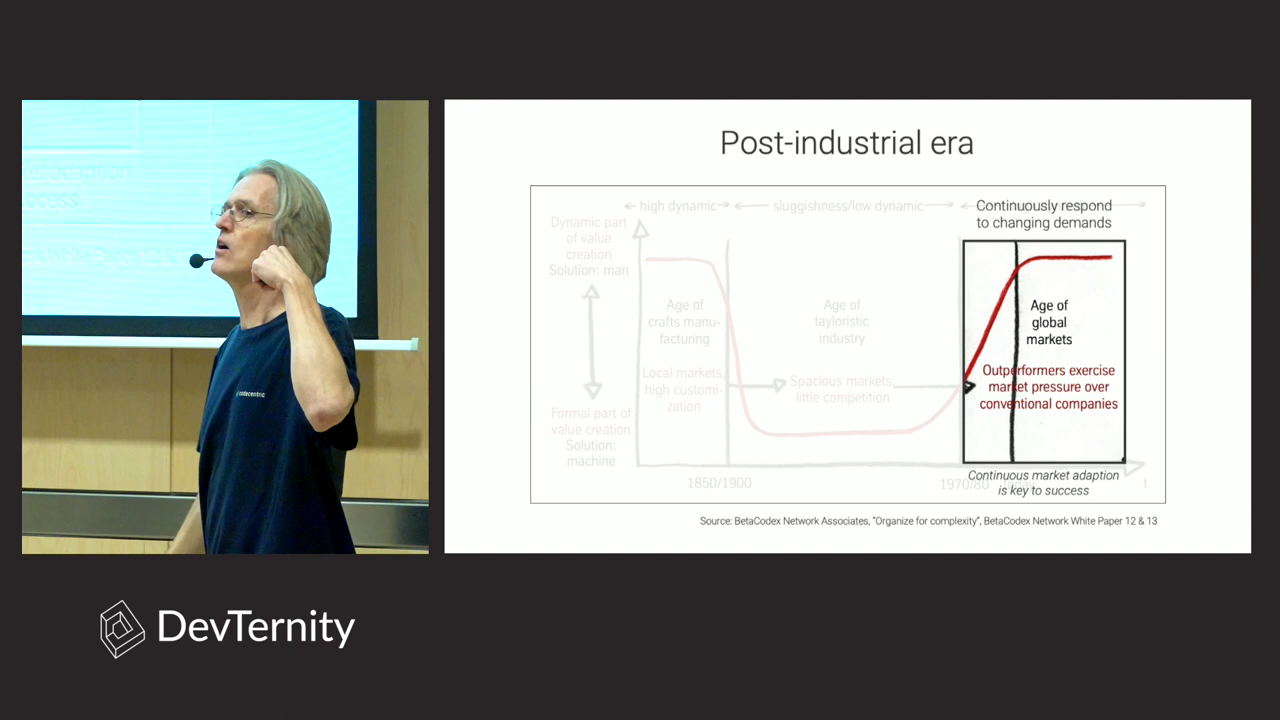 Post-industrial era
high dynamic
sluggishness/low dynamic
Continuously respond
to changing demands
Dynamic part
of value
creation
Solution: man
Age of
crafts manu-
facturing
Age of
tayloristic
industry
Age of
global
markets
Local markets,
high customi-
zation
Spacious markets,
little competition
Outperformers exercise
market pressure over
conventional companies
Formal part of
value creation
Solution:
machine
1850/1900
1970/80
t
Continuous market adaption
is key to success
Source: BetaCodex Network Associates, "Organize for complexity", BetaCodex Network White Paper 12 & 13
codecentric
DevTernity